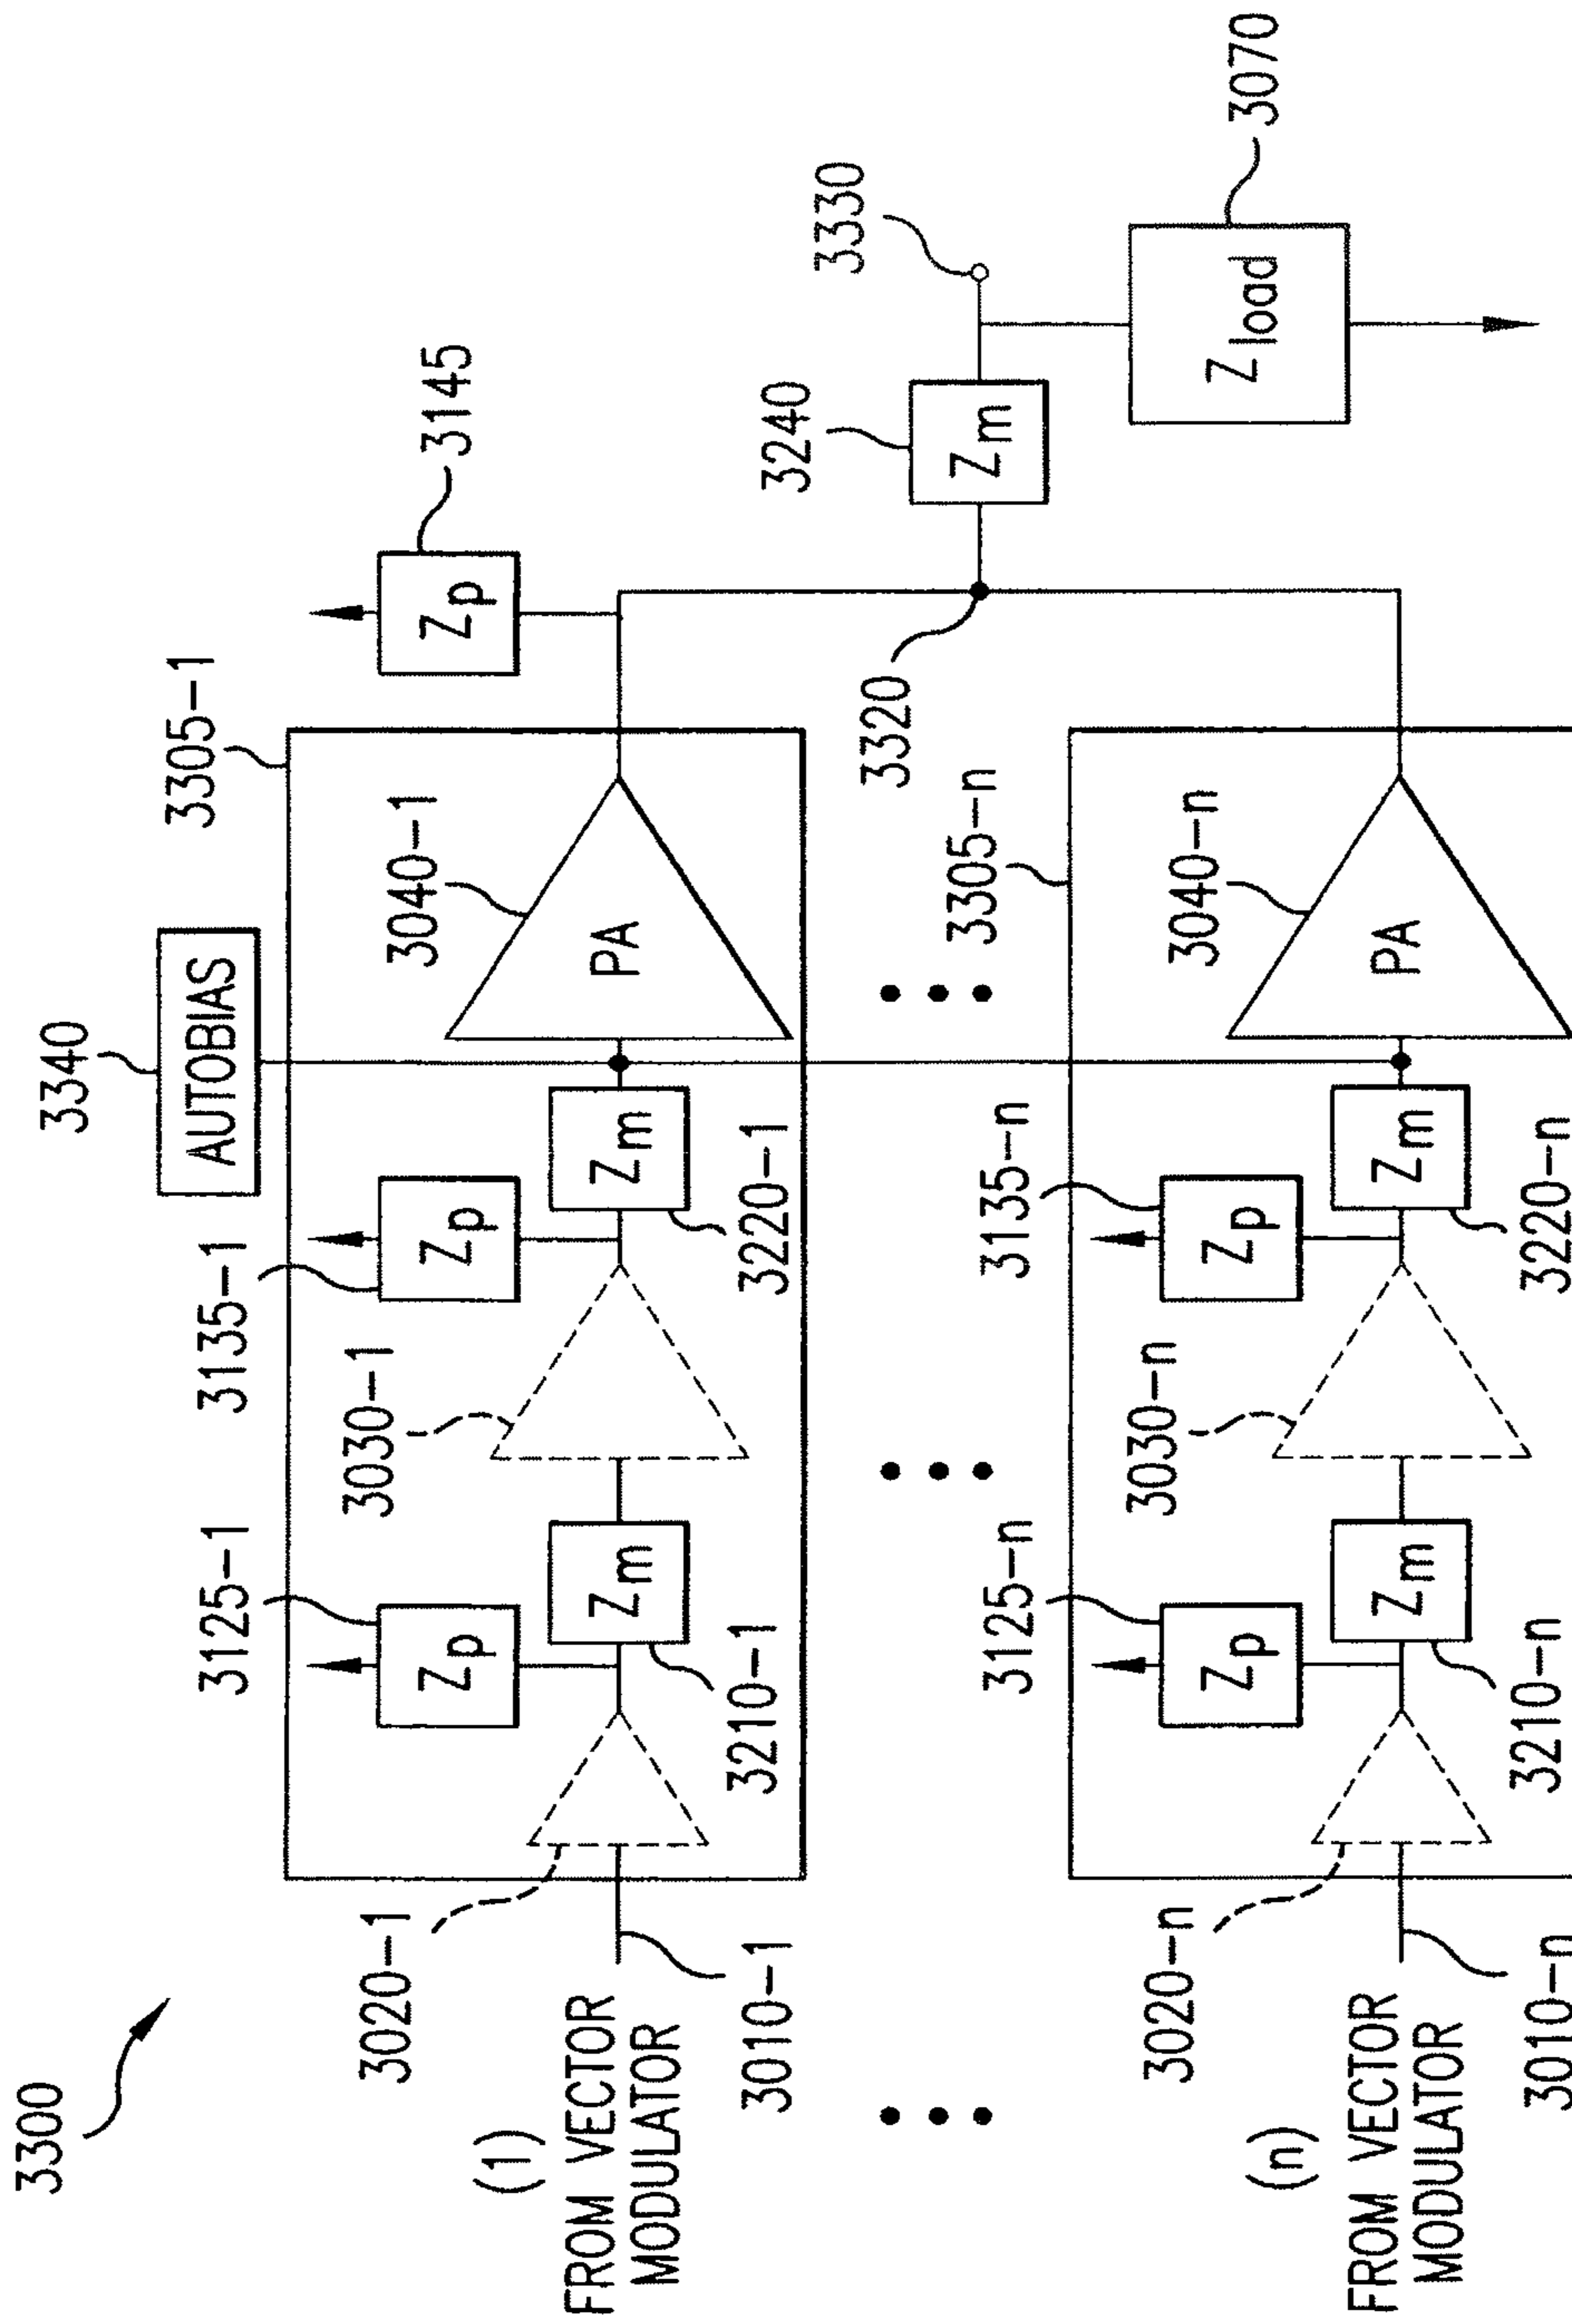 3300
3340
AUTOBIAS
3305-1
3125-1
3135-1
3145
Zp
Zp
Zp
3030-1
3040-1
Zm
Zm
PA
3020-1
3210-1
3220-1
(1)
FROM VECTOR
MODULATOR
3010-1
3330
3240
Zm
3320
3070
Zload
3305-n
3125-n
3135-n
Zp
Zp
3030-n
3040-n
Zm
Zm
PA
3020-n
3210-n
3220-n
(n)
FROM VECTOR
MODULATOR
3010-n